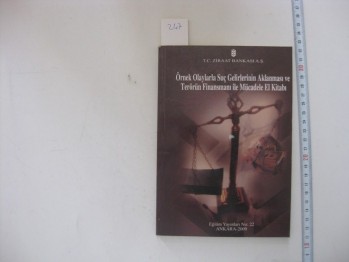 T.C. ZİRAAT BANKASI A.Ş.
Örnek Olaylarla Suç Gelirlerinin Aklanması ve
Terörün Finansmanı ile Mücadele El Kitabı
Eğitim Yayınları No: 22
ANKARA 2009